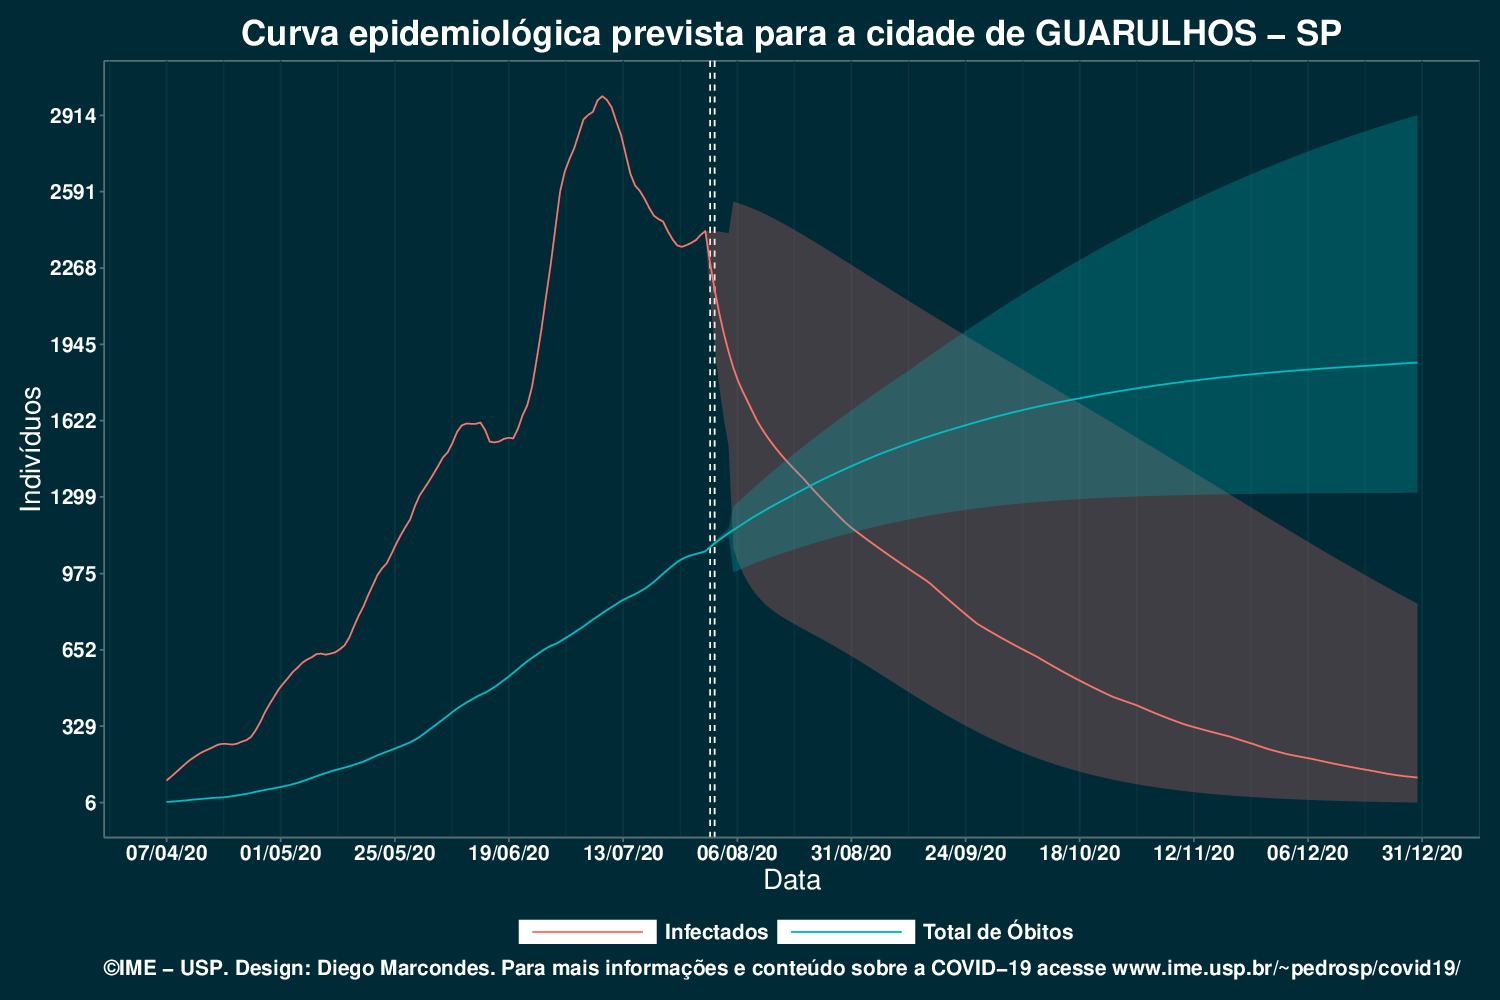 Curva epidemiológica prevista para a cidade de GUARULHOS – SP
Indivíduos
2914
2591
2268
1945
1622
1299
975
652
329
6
07/04/20 01/05/20 25/05/20 19/06/20 13/07/20 06/08/20 31/08/20 24/09/20 18/10/20 12/11/20 06/12/20 31/12/20
Data
Infectados Total de Óbitos
©IME – USP. Design: Diego Marcondes. Para mais informações e conteúdo sobre a COVID–19 acesse www.ime.usp.br/~pedrosp/covid19/